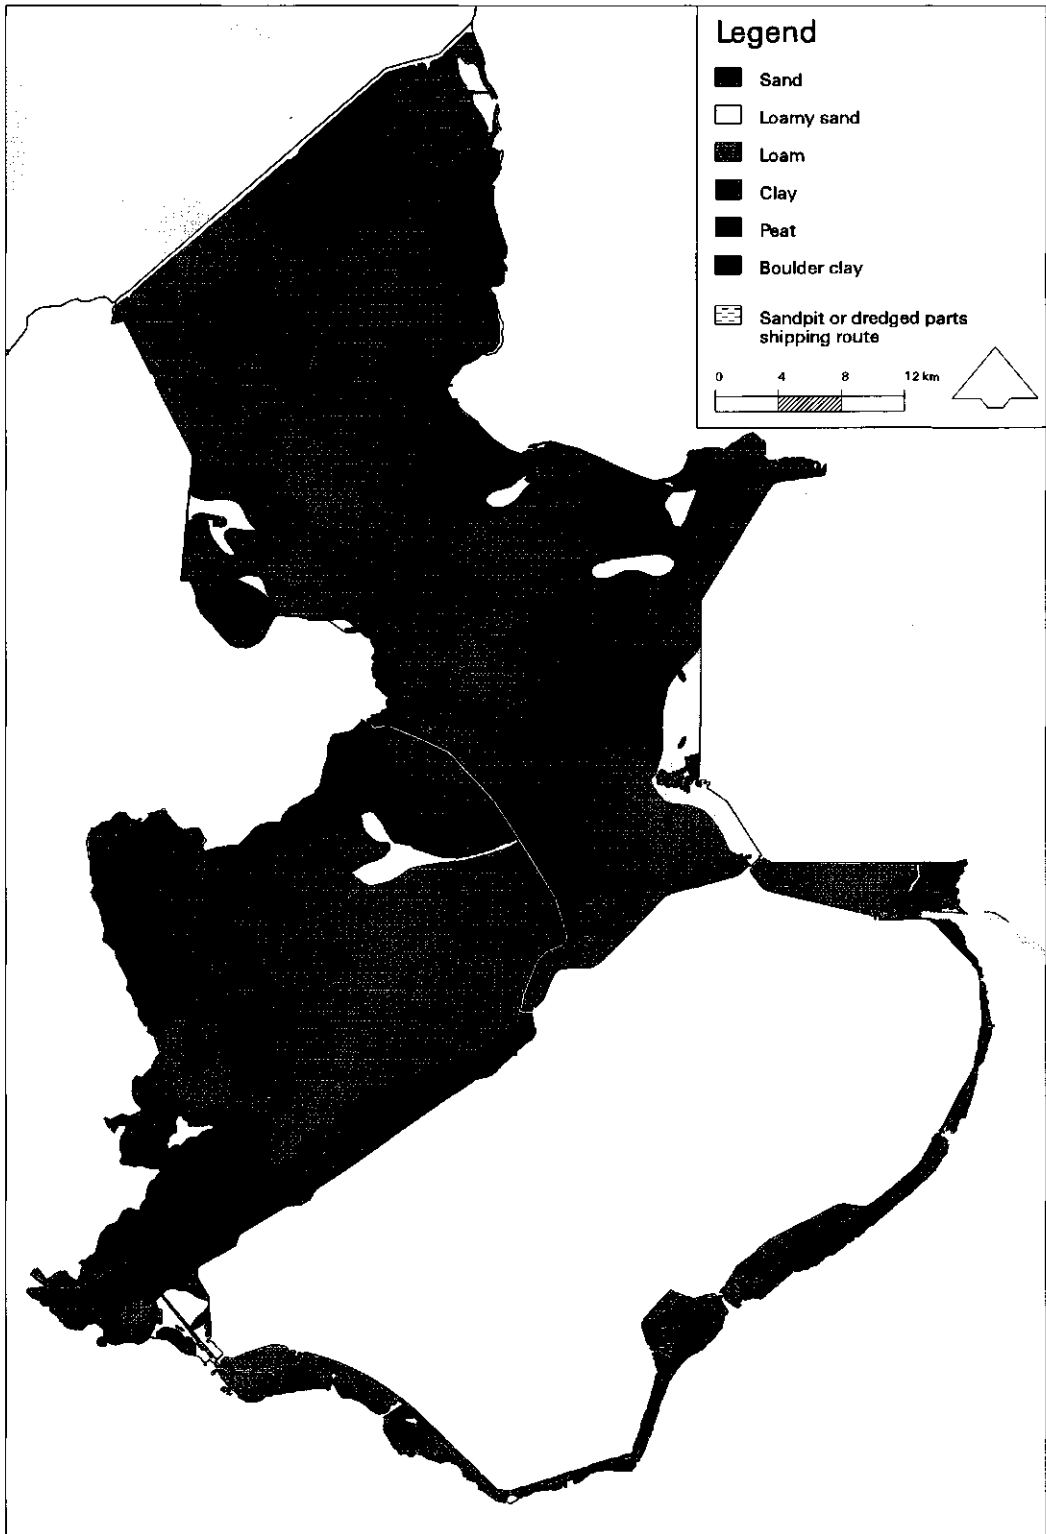 Legend
Sand
Loamy sand
Loam
Clay
Peat
Boulder clay
Sandpit or dredged parts
shipping route
0 4 8 12 km